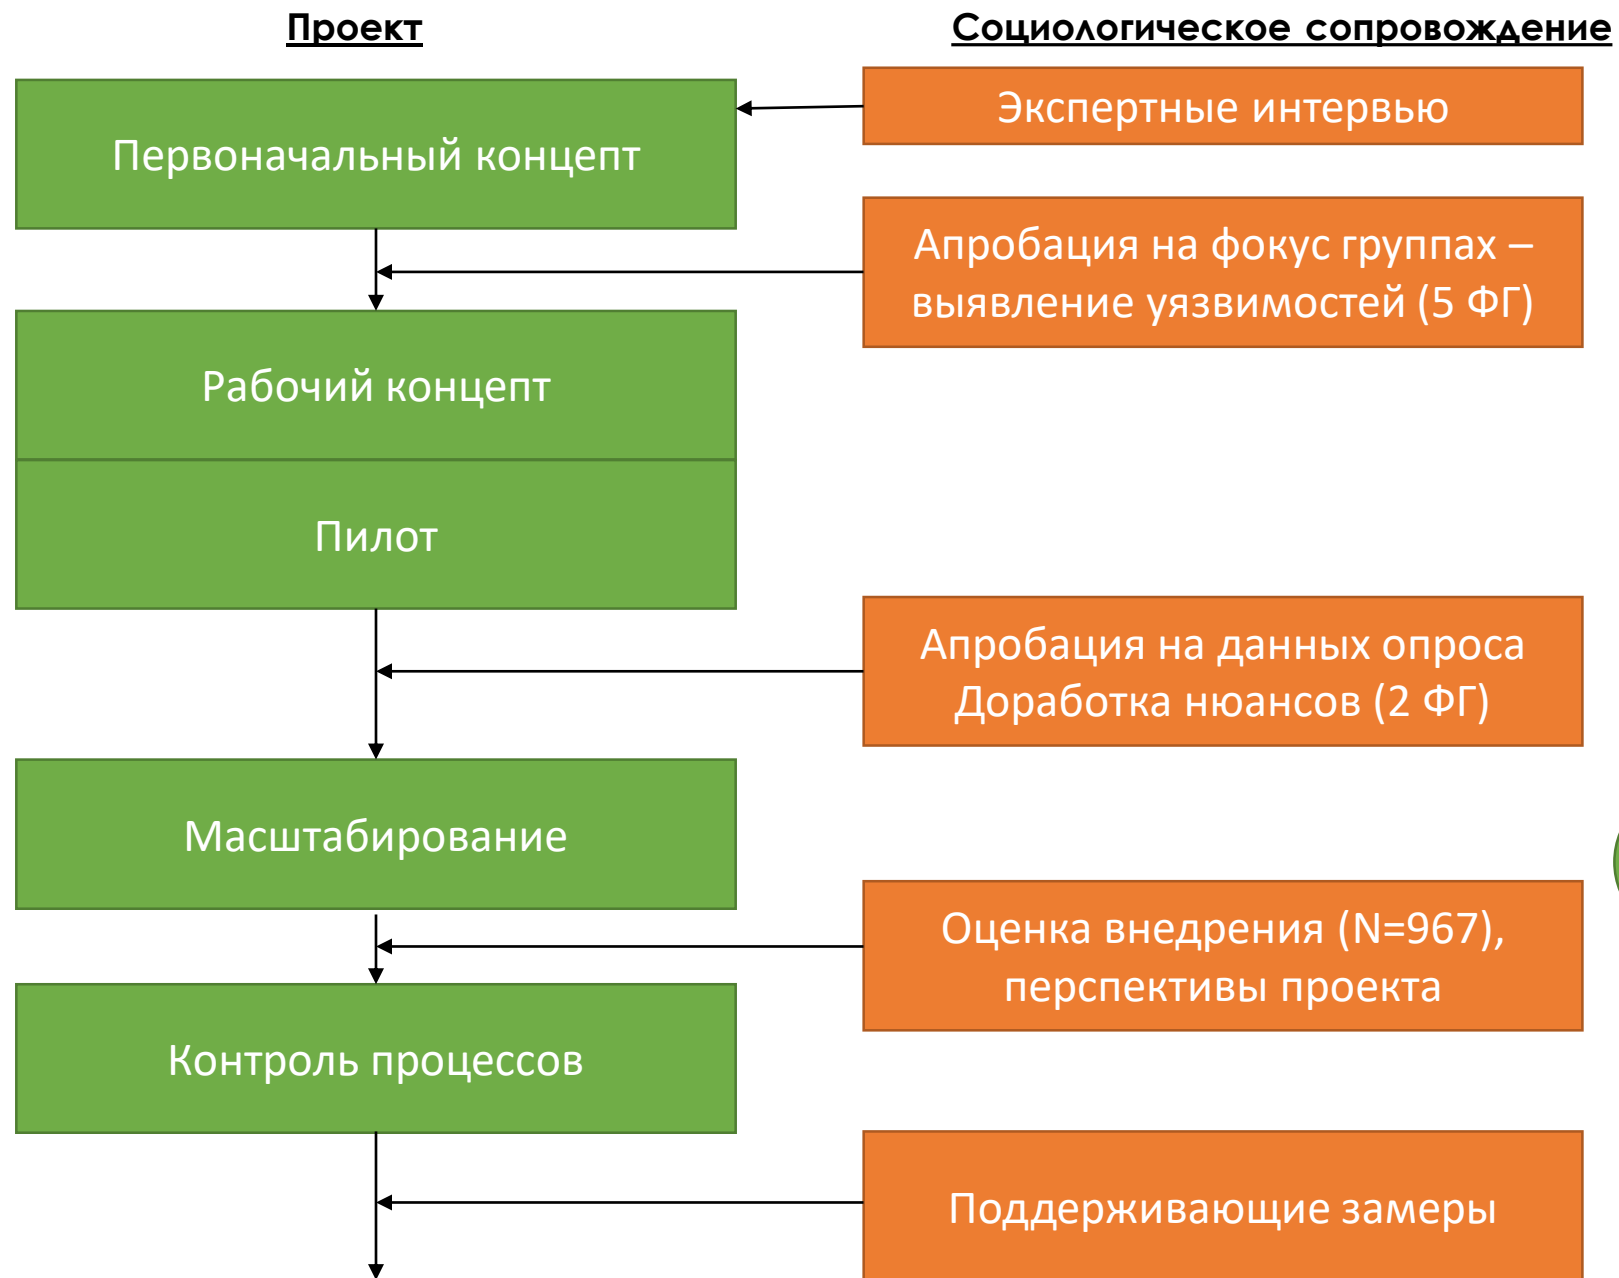 Проект
Социологическое сопровождение
Экспертные интервью
Первоначальный концепт
Апробация на фокус группах –
выявление уязвимостей (5 ФГ)
Рабочий концепт
Пилот
Апробация на данных опроса
Доработка нюансов (2 ФГ)
Масштабирование
Оценка внедрения (N=967),
перспективы проекта
Контроль процессов
Поддерживающие замеры